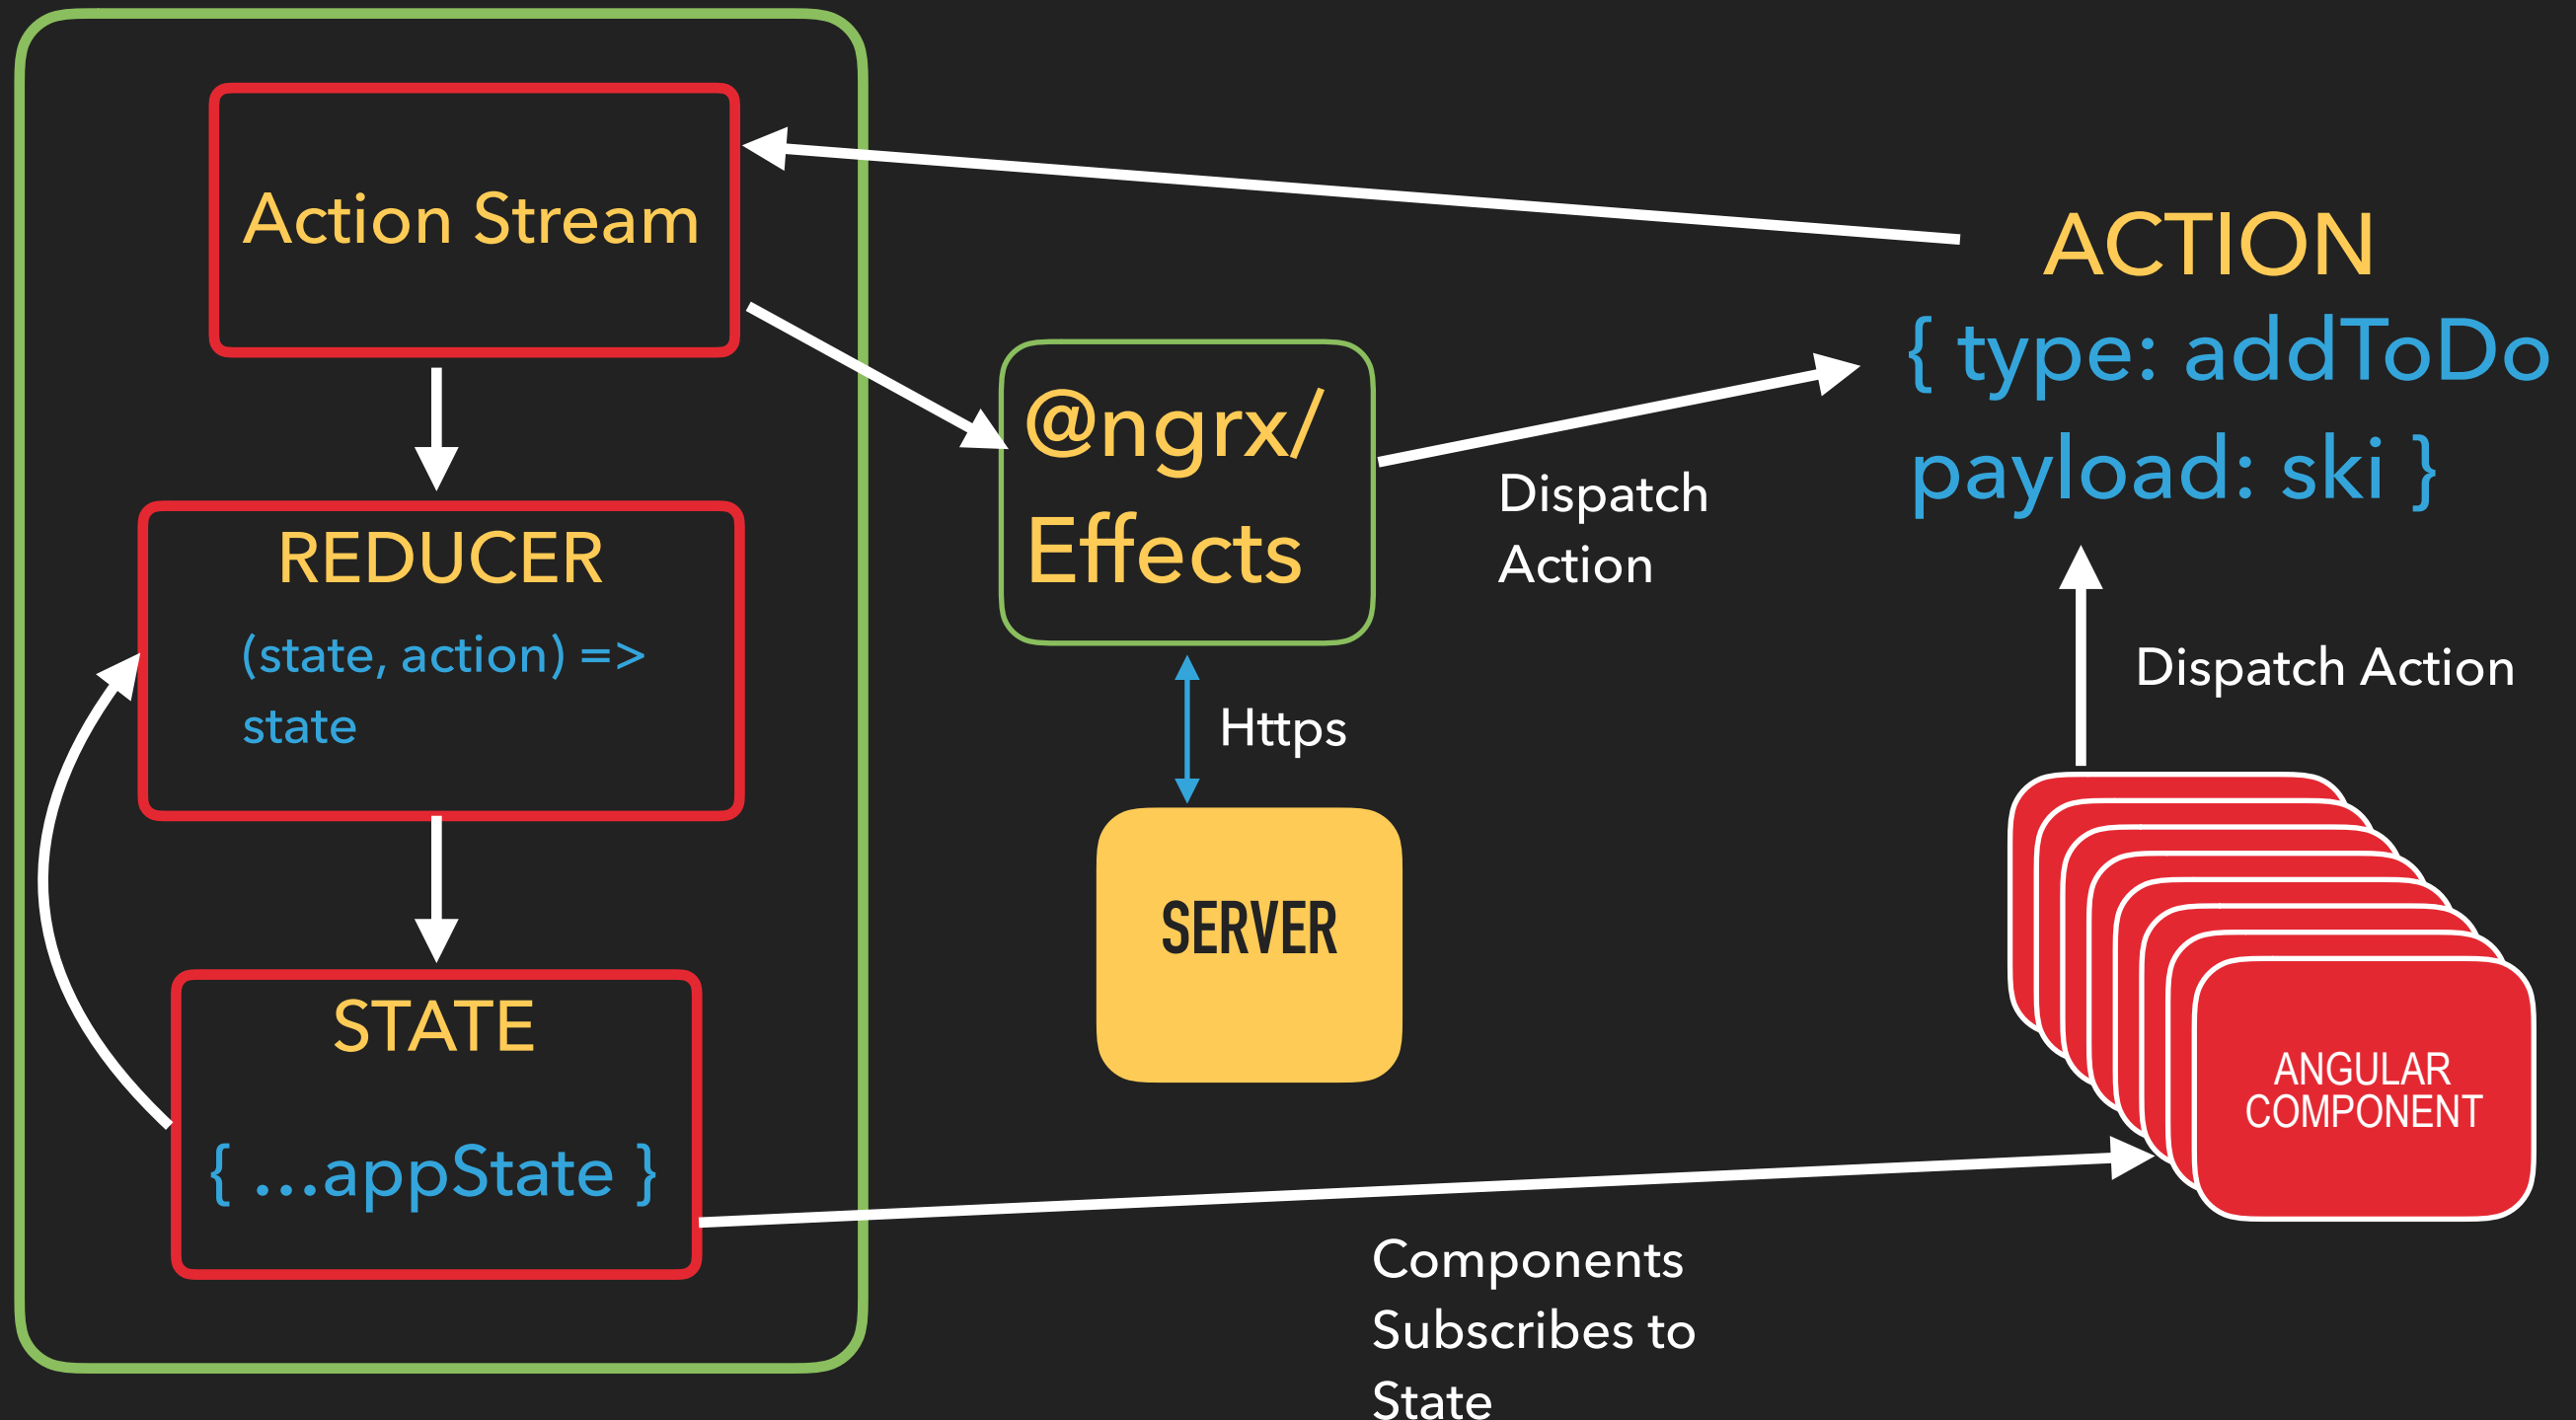 Action Stream
ACTION
{ type: addToDo
payload: ski }
@ngrx/
Effects
Dispatch
Action
REDUCER
(state, action) =>
state
Https
Dispatch Action
SERVER
STATE
{ ...appState }
ANGULAR
COMPONENT
Components
Subscribes to
State